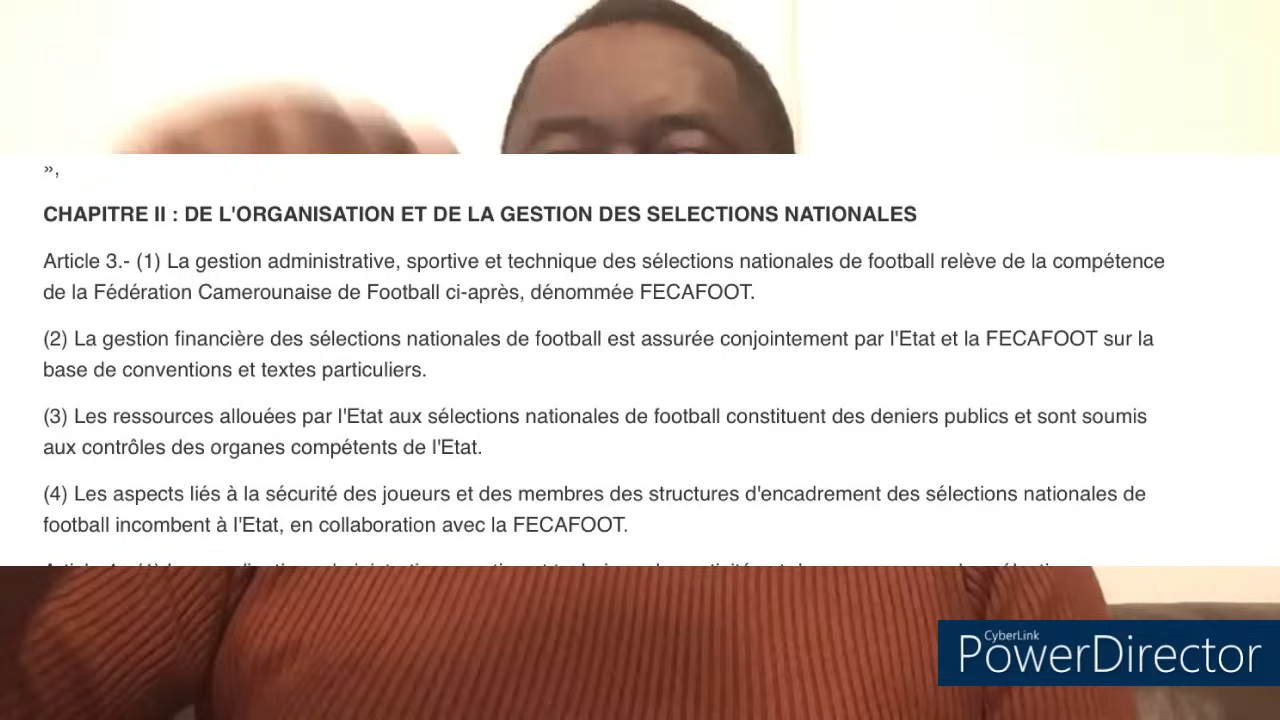 »,
CHAPITRE II : DE L'ORGANISATION ET DE LA GESTION DES SELECTIONS NATIONALES
Article 3.- (1) La gestion administrative, sportive et technique des sélections nationales de football relève de la compétence
de la Fédération Camerounaise de Football ci-après, dénommée FECAFOOT.
(2) La gestion financière des sélections nationales de football est assurée conjointement par l'Etat et la FECAFOOT sur la
base de conventions et textes particuliers.
(3) Les ressources allouées par l'Etat aux sélections nationales de football constituent des deniers publics et sont soumis
aux contrôles des organes compétents de l'Etat.
(4) Les aspects liés à la sécurité des joueurs et des membres des structures d'encadrement des sélections nationales de
football incombent à l'Etat, en collaboration avec la FECAFOOT.
CyberLink
PowerDirector